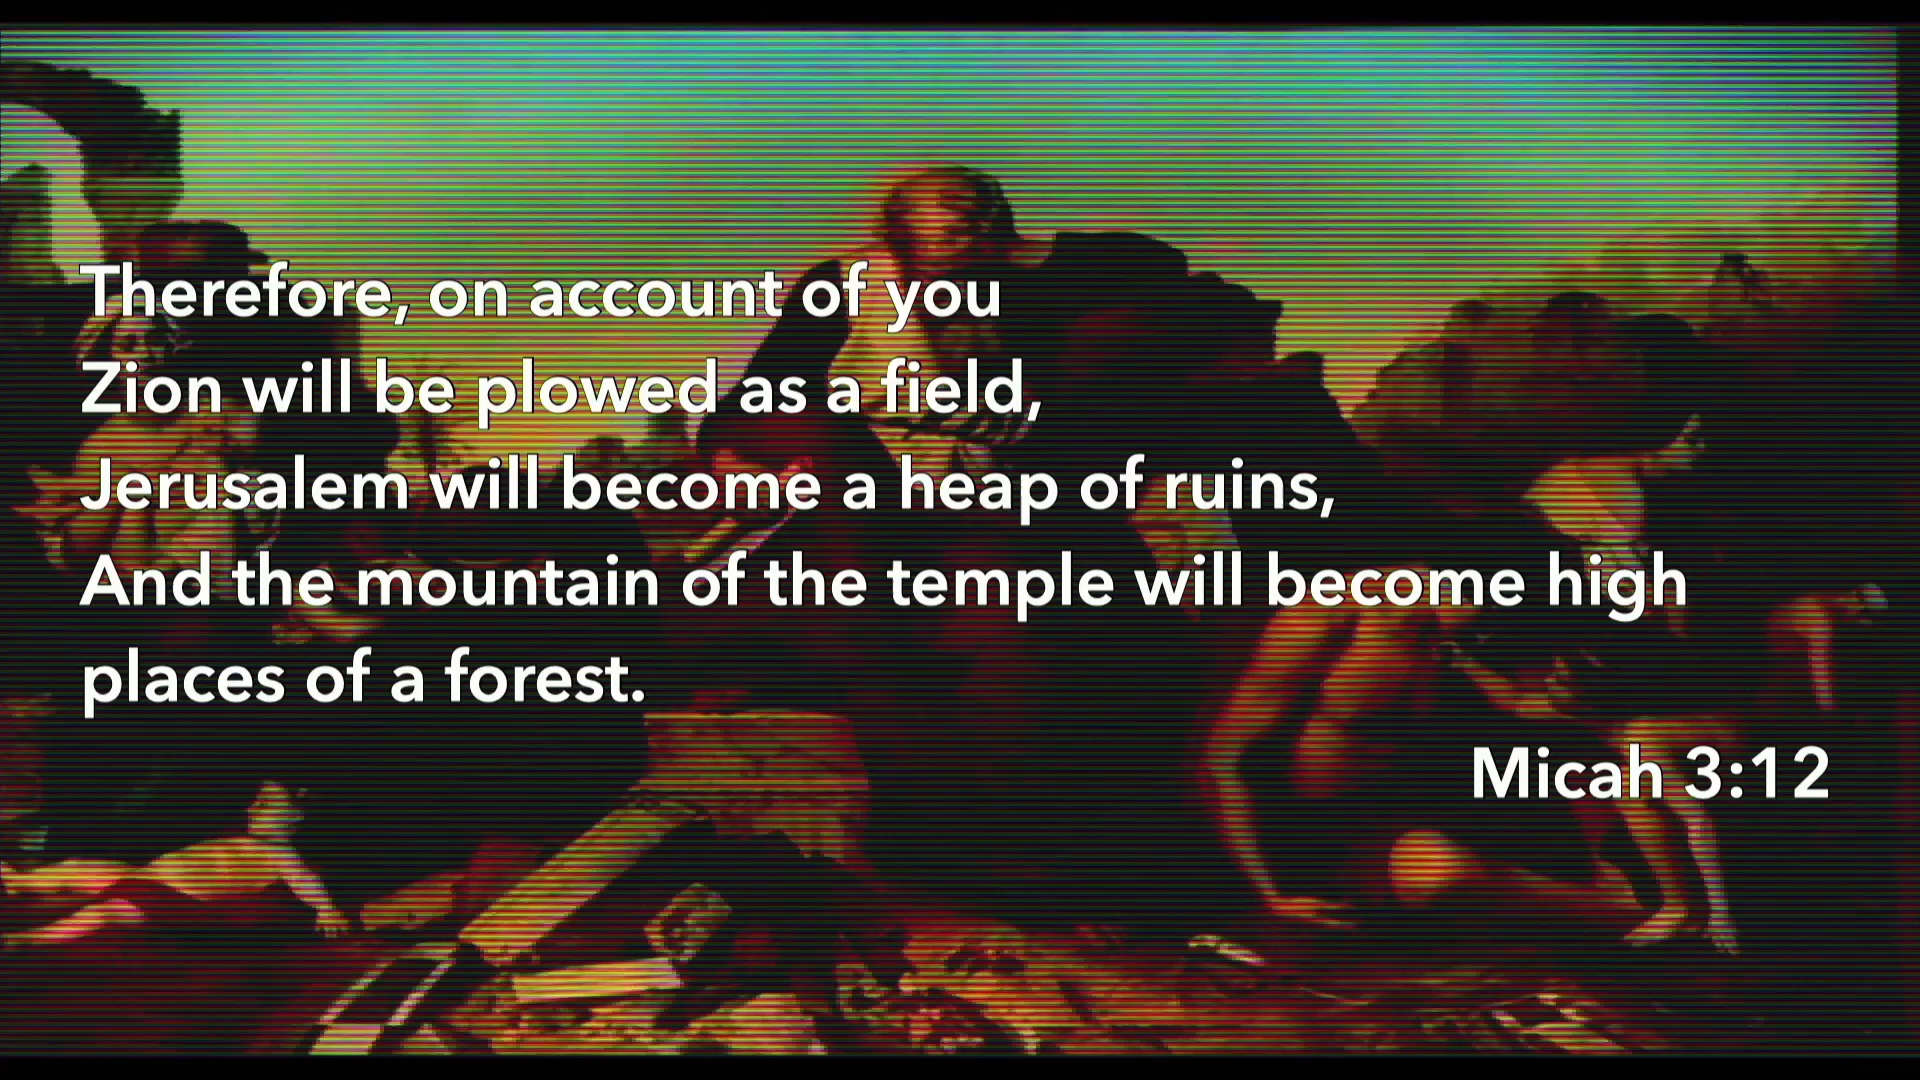 Therefore, on account of you
Zion will be plowed as a field,
Jerusalem will become a heap of ruins,
And the mountain of the temple will become high
places of a forest.
Micah 3:12